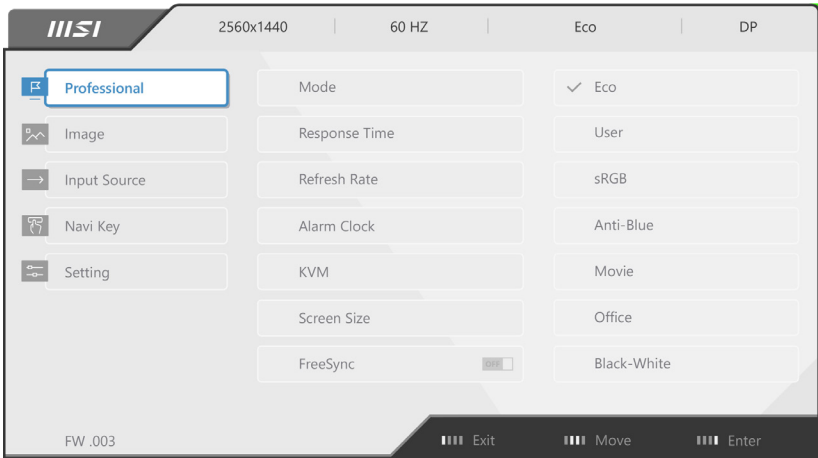 MSI 2560x1440 60 HZ Eco DP
Professional Mode Eco
Image Response Time User
Input Source Refresh Rate sRGB
Navi Key Alarm Clock Anti-Blue
Setting KVM Movie
Screen Size Office
FreeSync OFF Black-White
FW .003 Exit Move Enter